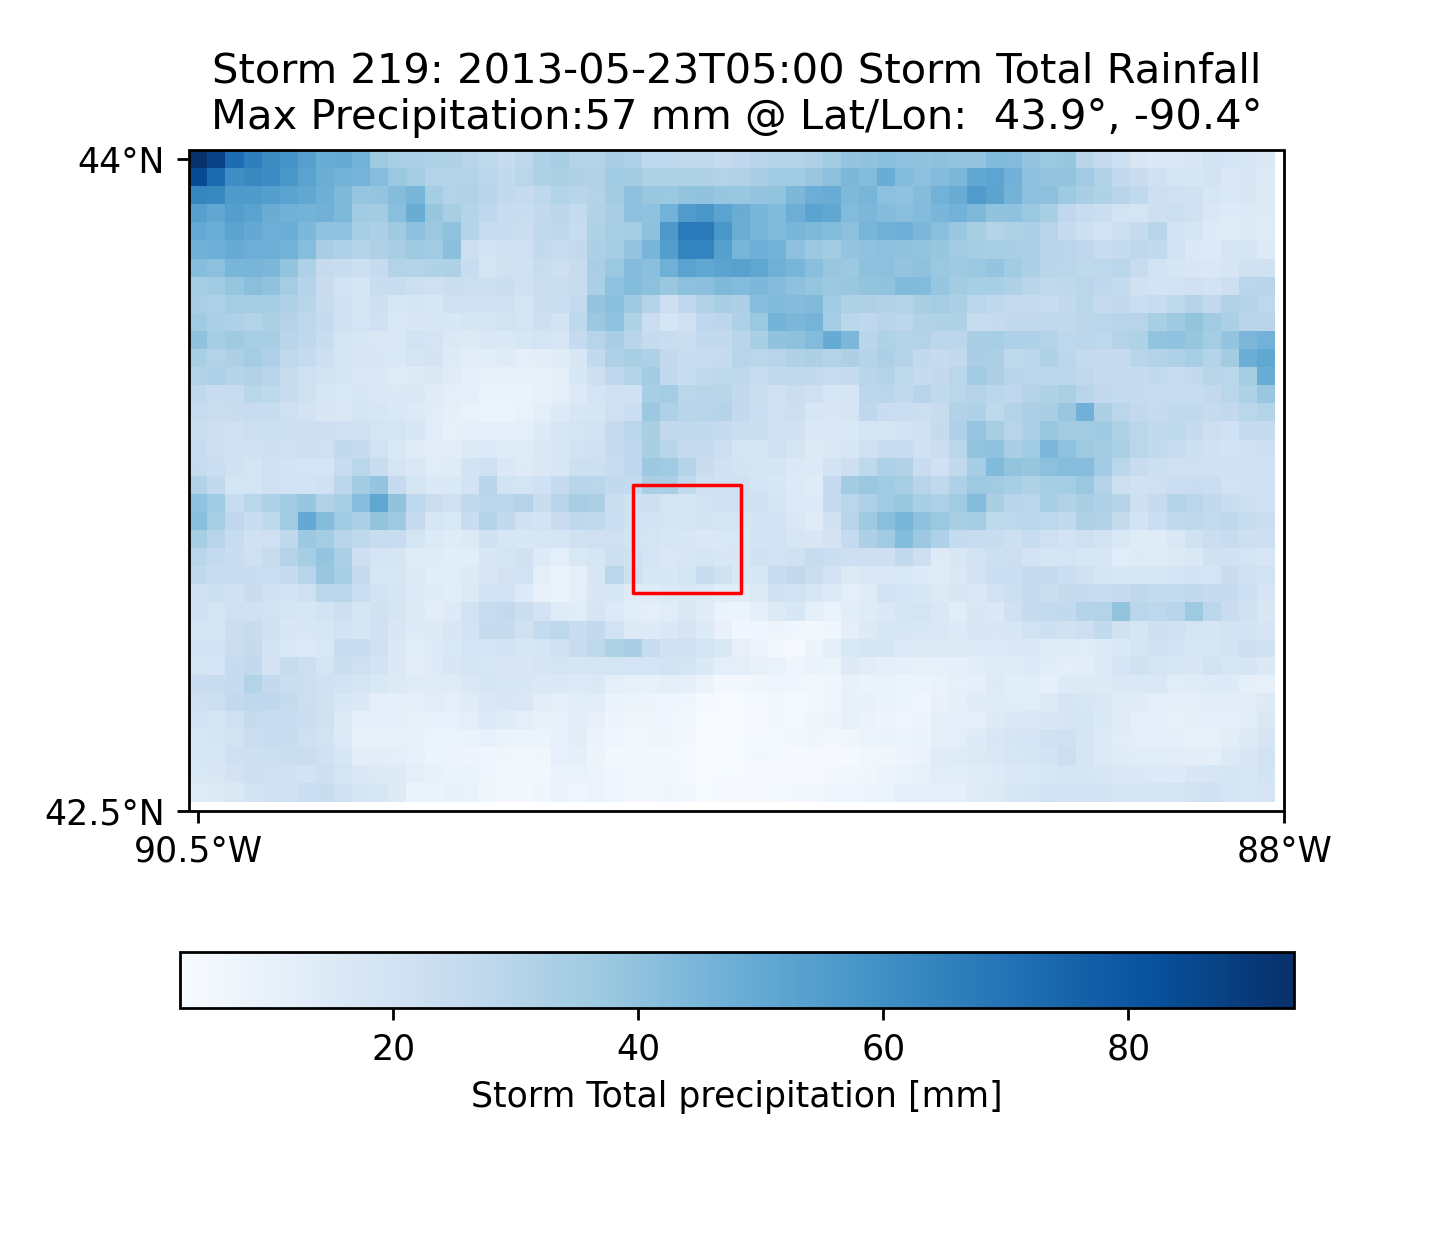 Storm 219: 2013-05-23T05:00 Storm Total Rainfall
Max Precipitation:57 mm @ Lat/Lon:  43.9°, -90.4°
44°N
42.5°N
90.5°W 88°W
20 40 60 80
Storm Total precipitation [mm]